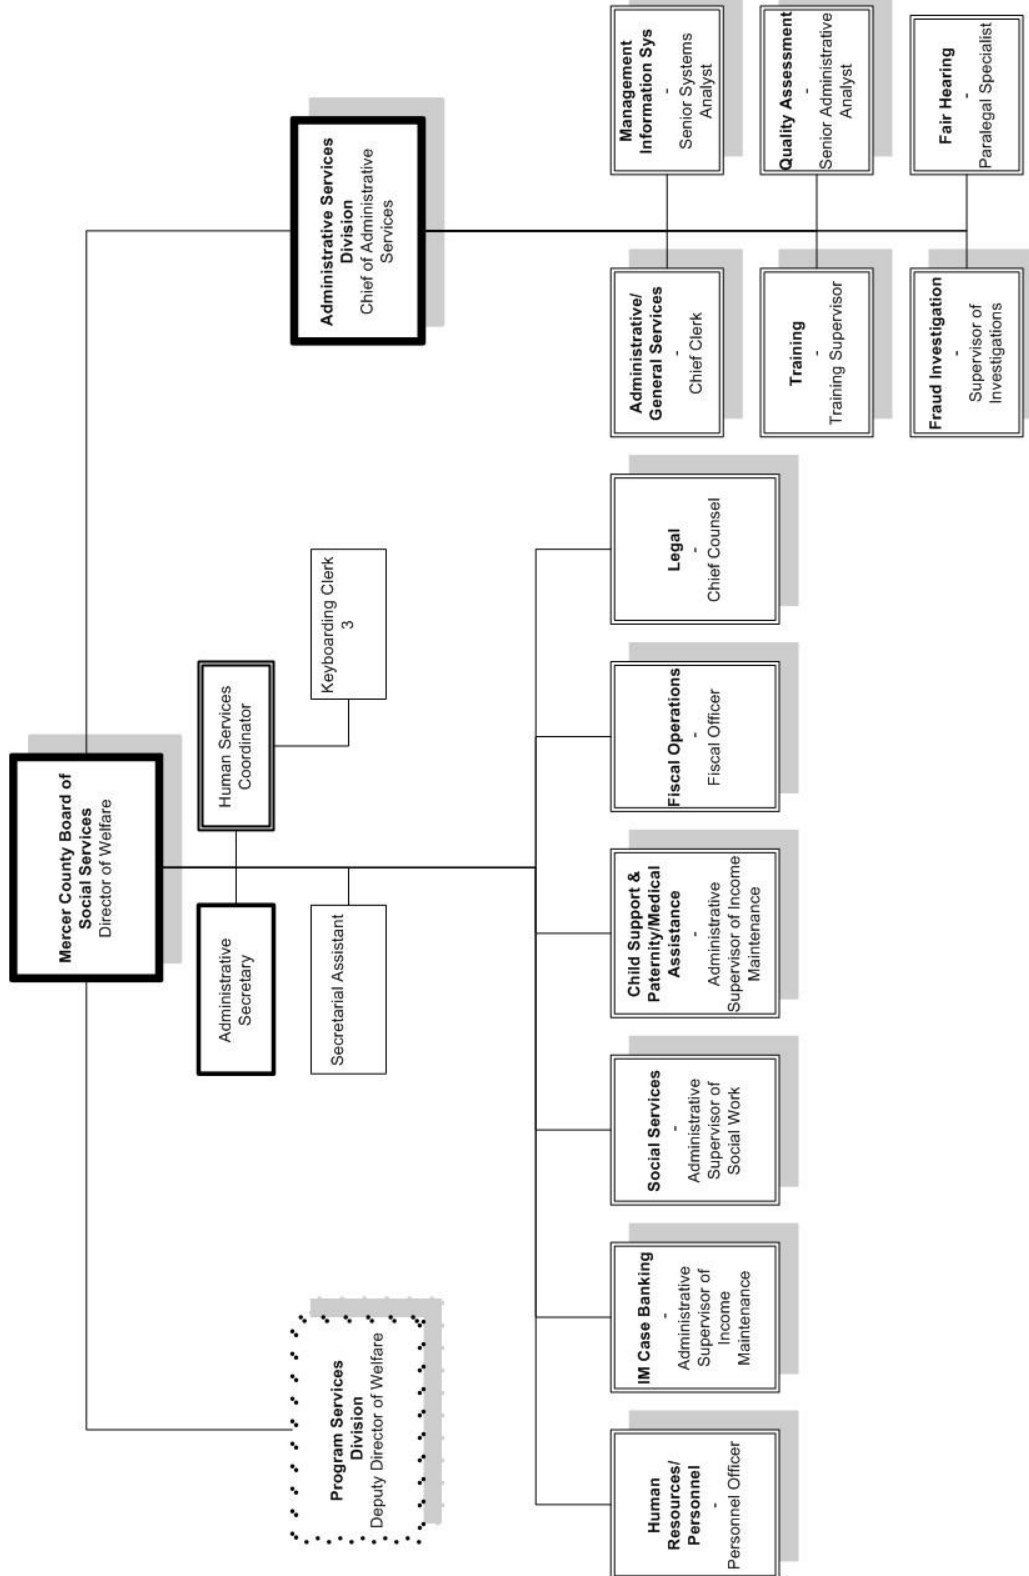 Mercer County Board of
Social Services
Director of Welfare
Program Services
Division
Deputy Director of Welfare
Administrative Services
Division
Chief of Administrative
Services
Administrative
Secretary
Human Services
Coordinator
Secretarial Assistant
Keyboarding Clerk
3
Human
Resources/
Personnel
-
Personnel Officer
IM Case Banking
-
Administrative
Supervisor of
Income
Maintenance
Social Services
-
Administrative
Supervisor of
Social Work
Child Support &
Paternity/Medical
Assistance
-
Administrative
Supervisor of Income
Maintenance
Fiscal Operations
-
Fiscal Officer
Legal
-
Chief Counsel
Administrative/
General Services
-
Chief Clerk
Management
Information Sys
-
Senior Systems
Analyst
Training
-
Training Supervisor
Quality Assessment
-
Senior Administrative
Analyst
Fraud Investigation
-
Supervisor of
Investigations
Fair Hearing
-
Paralegal Specialist